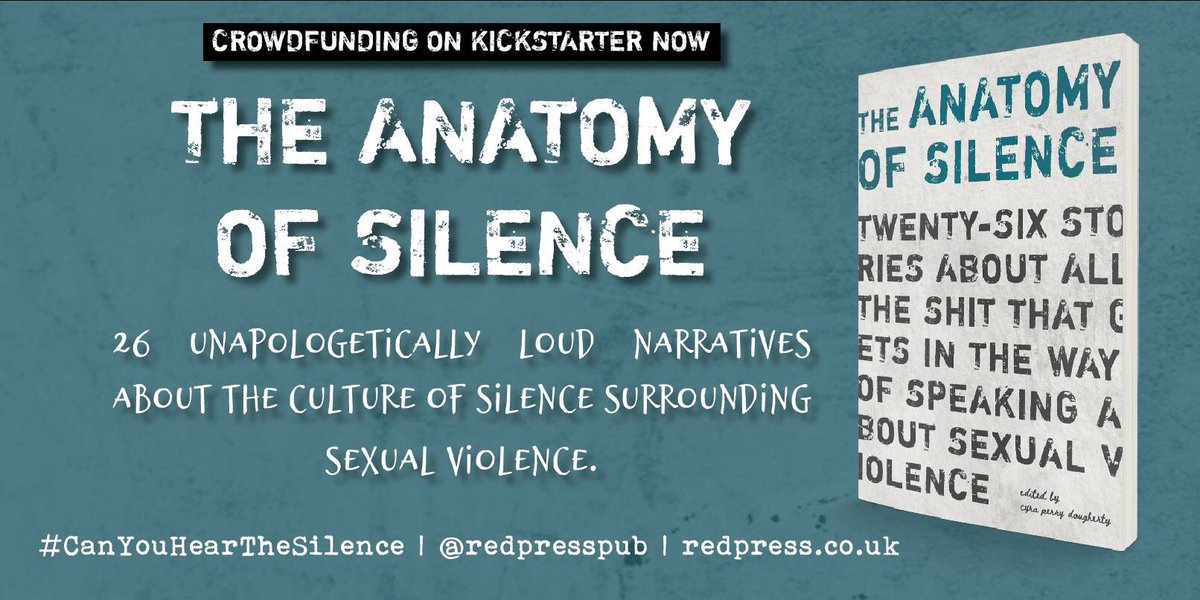 CROWDFUNDING ON KICKSTARTER NOW
THE ANATOMY
OF SILENCE
26 UNAPOLOGETiCALLY LOUD NARRATiVES
ABOUT THE CULTURE OF SiLENCE SURROUNDiNG
SEXUAL ViOLENCE.
#CanYouHearTheSilence | @redpresspub | redpress.co.uk
THE ANATOMY
OF SILENCE
TWENTY-SIX STO
RIES ABOUT ALL
THE SHIT THAT G
ETS IN THE WAY
OF SPEAKING A
BOUT SEXUAL V
IOLENCE
edited by
cyra perry dougherty